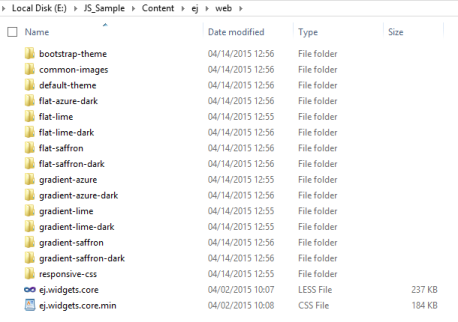 Local Disk (E:) JS_Sample Content ej web
Name Date modified Type Size
bootstrap-theme 04/14/2015 12:56 File folder
common-images 04/14/2015 12:56 File folder
default-theme 04/14/2015 12:56 File folder
flat-azure-dark 04/14/2015 12:56 File folder
flat-lime 04/14/2015 12:55 File folder
flat-lime-dark 04/14/2015 12:56 File folder
flat-saffron 04/14/2015 12:56 File folder
flat-saffron-dark 04/14/2015 12:56 File folder
gradient-azure 04/14/2015 12:55 File folder
gradient-azure-dark 04/14/2015 12:56 File folder
gradient-lime 04/14/2015 12:55 File folder
gradient-lime-dark 04/14/2015 12:55 File folder
gradient-saffron 04/14/2015 12:56 File folder
gradient-saffron-dark 04/14/2015 12:56 File folder
responsive-css 04/14/2015 12:55 File folder
ej.widgets.core 04/02/2015 10:07 LESS File 237 KB
ej.widgets.core.min 04/02/2015 10:08 CSS File 184 KB